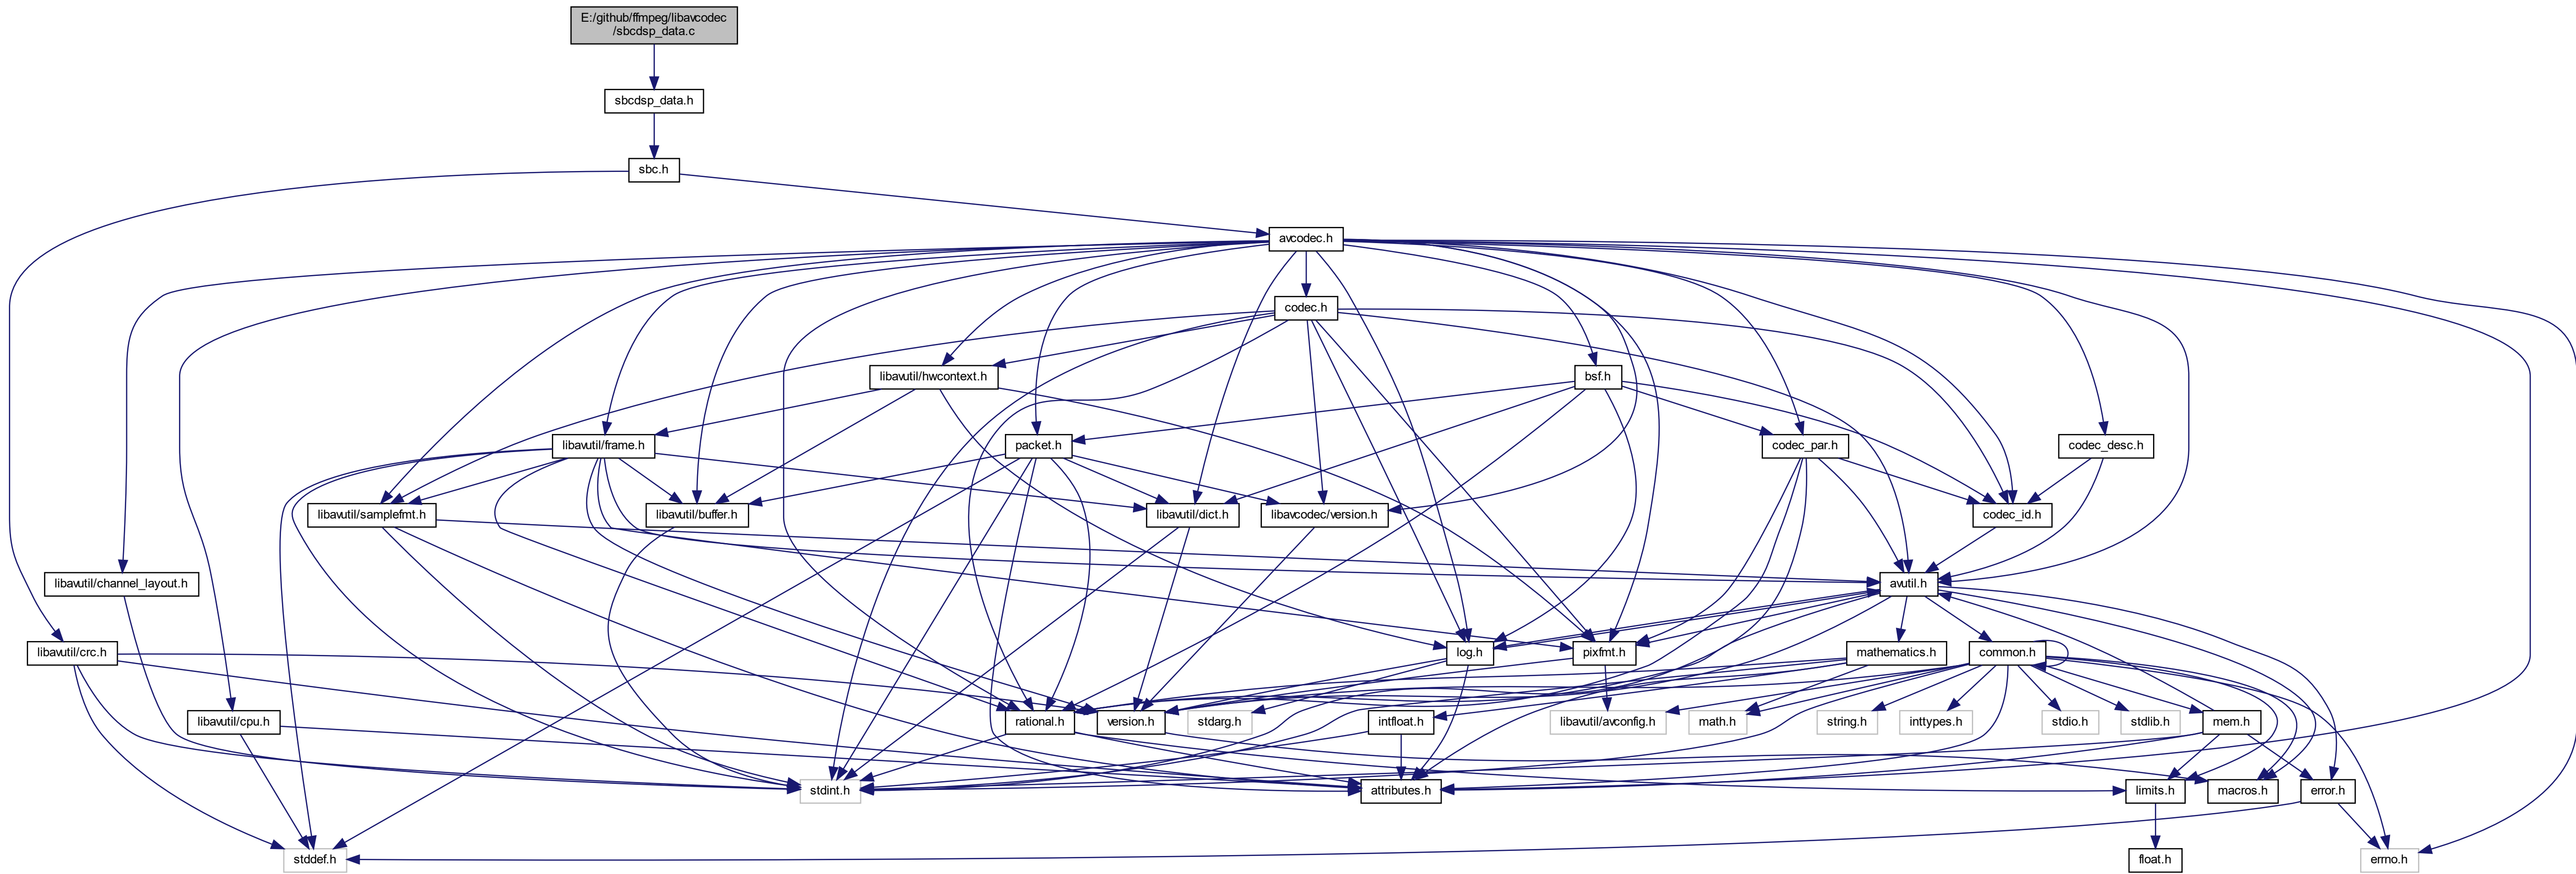 E:/github/ffmpeg/libavcodec
/sbcdsp_data.c
sbcdsp_data.h
sbc.h
avcodec.h
codec.h
libavutil/hwcontext.h
bsf.h
libavutil/frame.h
packet.h
codec_par.h
codec_desc.h
libavutil/samplefmt.h
libavutil/buffer.h
libavutil/dict.h
libavcodec/version.h
codec_id.h
libavutil/channel_layout.h
avutil.h
libavutil/crc.h
log.h
pixfmt.h
mathematics.h
common.h
libavutil/cpu.h
rational.h
version.h
stdarg.h
intfloat.h
libavutil/avconfig.h
math.h
string.h
inttypes.h
stdio.h
stdlib.h
mem.h
stdint.h
attributes.h
limits.h
macros.h
error.h
stddef.h
float.h
errno.h